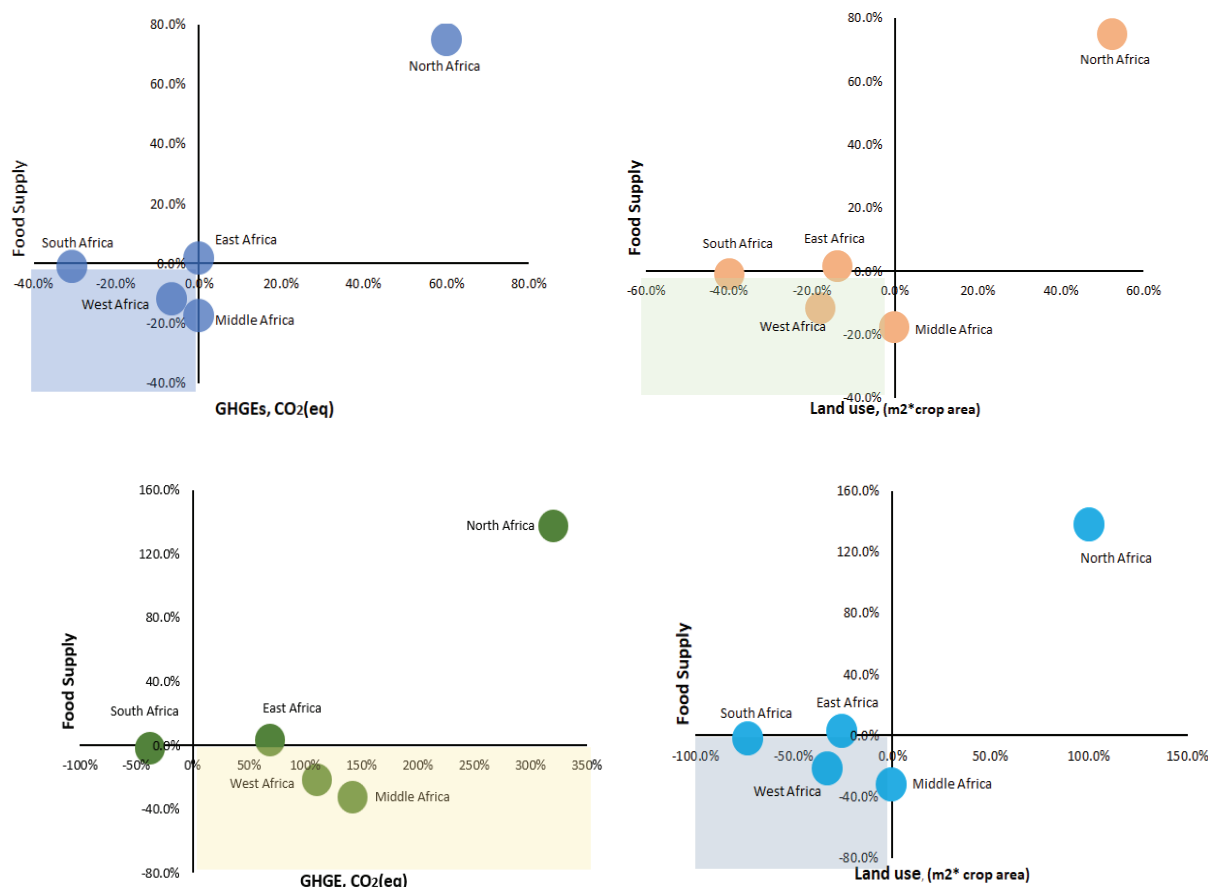 80.0%
North Africa
60.0%
40.0%
20.0%
Food Supply
South Africa
East Africa
0.0%
-40.0% -20.0% 0.0% 20.0% 40.0% 60.0% 80.0%
West Africa
-20.0%
Middle Africa
-40.0%
GHGEs, CO2(eq)
80.0%
North Africa
60.0%
40.0%
20.0%
Food Supply
South Africa
East Africa
0.0%
-60.0% -40.0% -20.0% 0.0% 20.0% 40.0% 60.0%
West Africa
-20.0%
Middle Africa
-40.0%
Land use, (m2*crop area)
160.0%
North Africa
120.0%
80.0%
Food Supply
40.0%
South Africa
East Africa
0.0%
-100% -50% 0% 50% 100% 150% 200% 250% 300% 350%
West Africa
Middle Africa
-40.0%
-80.0%
GHGE, CO2(eq)
160.0%
North Africa
120.0%
80.0%
Food Supply
40.0%
South Africa
East Africa
0.0%
-100.0% -50.0% 0.0% 50.0% 100.0% 150.0%
West Africa
Middle Africa
-40.0%
-80.0%
Land use, (m2* crop area)